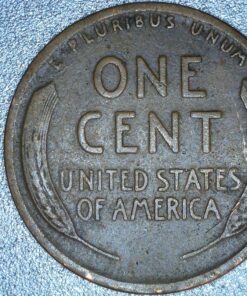 E PLURIBUS UNUM
ONE
CENT
UNITED STATES
OF AMERICA